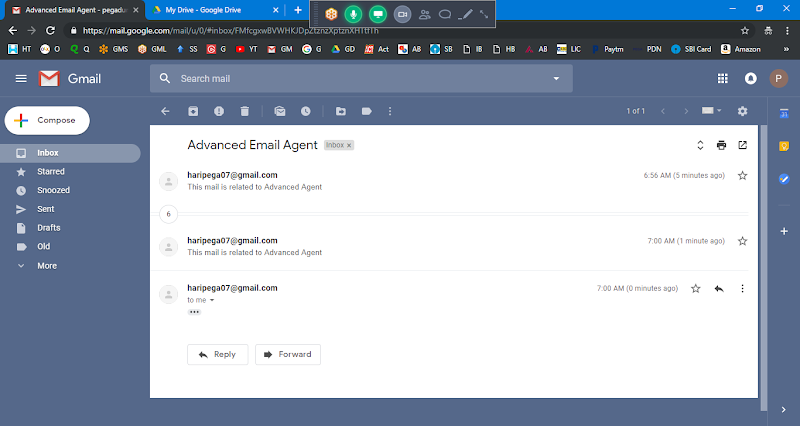 Advanced Email Agent - pegadu
My Drive - Google Drive
https://mail.google.com/mail/u/0/#inbox/
HT
O
Q
GMS
GML
SS
YT
G
GL
GM
GD
Act
AB
SB
IB
HB
AB
LIC
Paytm
PDN
SBI Card
Amazon
Gmail
Search mail
P
Compose
1 of 1
31
Inbox
Starred
Snoozed
Sent
Drafts
Old
More
Advanced Email Agent
Inbox ×
haripega07@gmail.com
6:56 AM (5 minutes ago)
This mail is related to Advanced Agent
6
haripega07@gmail.com
7:00 AM (1 minute ago)
This mail is related to Advanced Agent
haripega07@gmail.com
7:00 AM (0 minutes ago)
to me
Reply
Forward